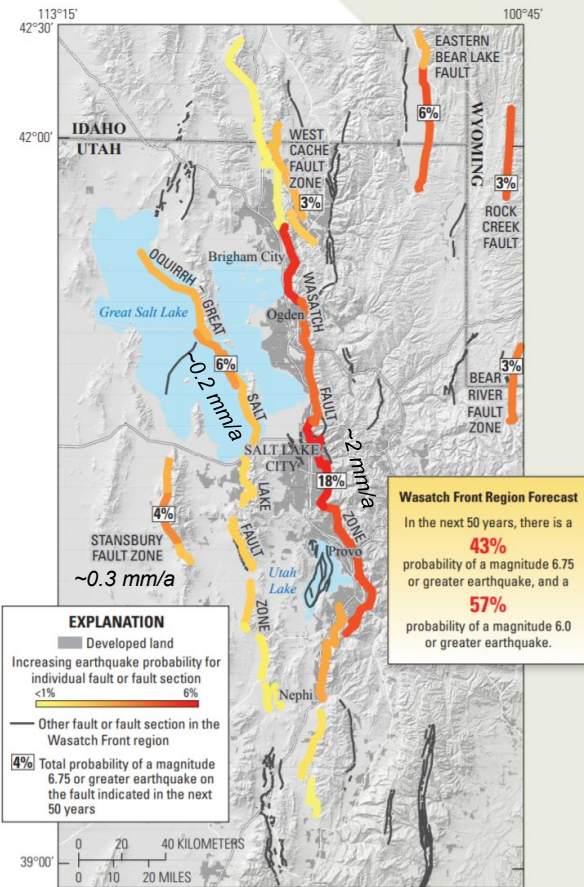 113°15'
100°45'
42°30'
EASTERN
BEAR LAKE
FAULT
6%
WYOMING
IDAHO
UTAH
42°00'
WEST
CACHE
FAULT
ZONE
3%
3%
ROCK
CREEK
FAULT
Brigham City
OQUIRRH – GREAT
SALT
LAKE
FAULT
ZONE
WASATCH
FAULT
ZONE
Great Salt Lake
Ogden
6%
~0.2 mm/a
3%
BEAR
RIVER
FAULT
ZONE
SALT LAKE
CITY
~2 mm/a
18%
4%
STANSBURY
FAULT ZONE
~0.3 mm/a
Provo
Utah
Lake
Nephi
Wasatch Front Region Forecast
In the next 50 years, there is a
43%
probability of a magnitude 6.75
or greater earthquake, and a
57%
probability of a magnitude 6.0
or greater earthquake.
EXPLANATION
Developed land
Increasing earthquake probability for
individual fault or fault section
<1%
6%
Other fault or fault section in the
Wasatch Front region
4% Total probability of a magnitude
6.75 or greater earthquake on
the fault indicated in the next
50 years
39°00'
0 20 40 KILOMETERS
0 10 20 MILES